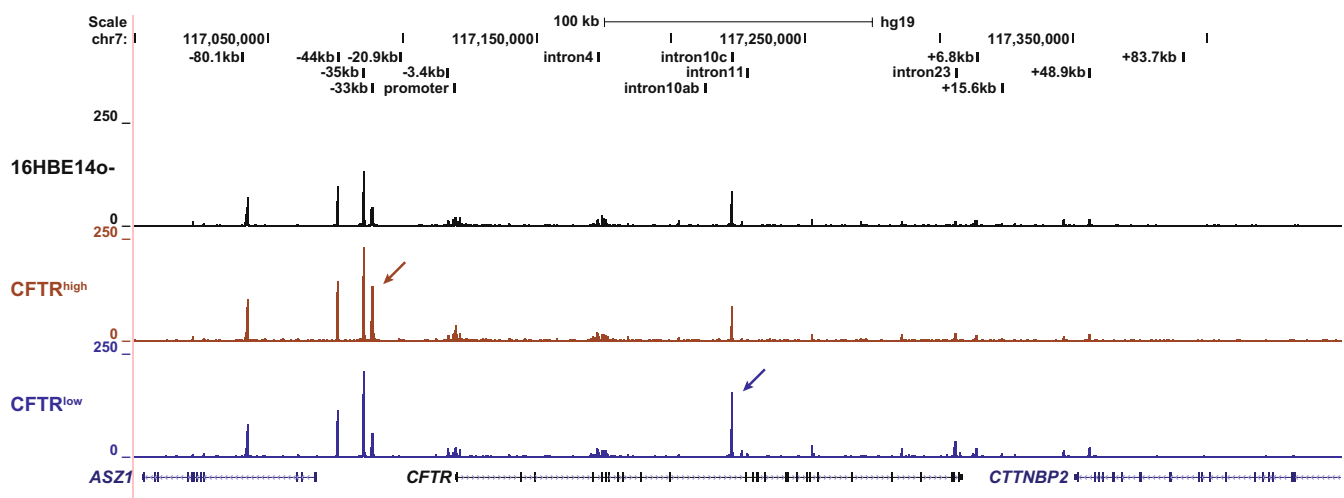 Scale 100 kb hg19
chr7: 117,050,000 117,150,000 117,250,000 117,350,000
-80.1kb -44kb -20.9kb intron4 intron10c +6.8kb +83.7kb
-35kb -3.4kb intron11 intron23 +48.9kb
-33kb promoter intron10ab +15.6kb
250
16HBE14o-
0
250
CFTRhigh
0
250
CFTRlow
0
ASZ1 CFTR CTTNBP2